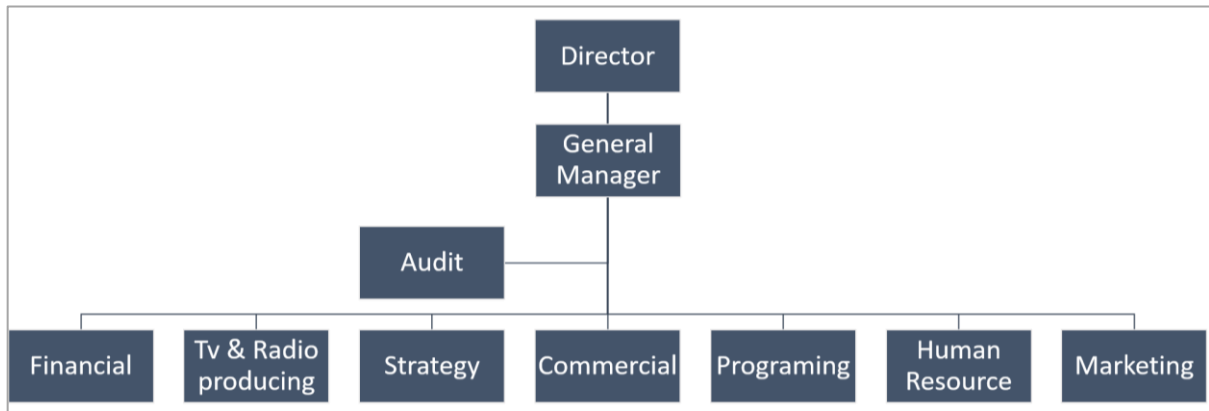 Director
General
Manager
Audit
Financial
Tv & Radio
producing
Strategy
Commercial
Programing
Human
Resource
Marketing